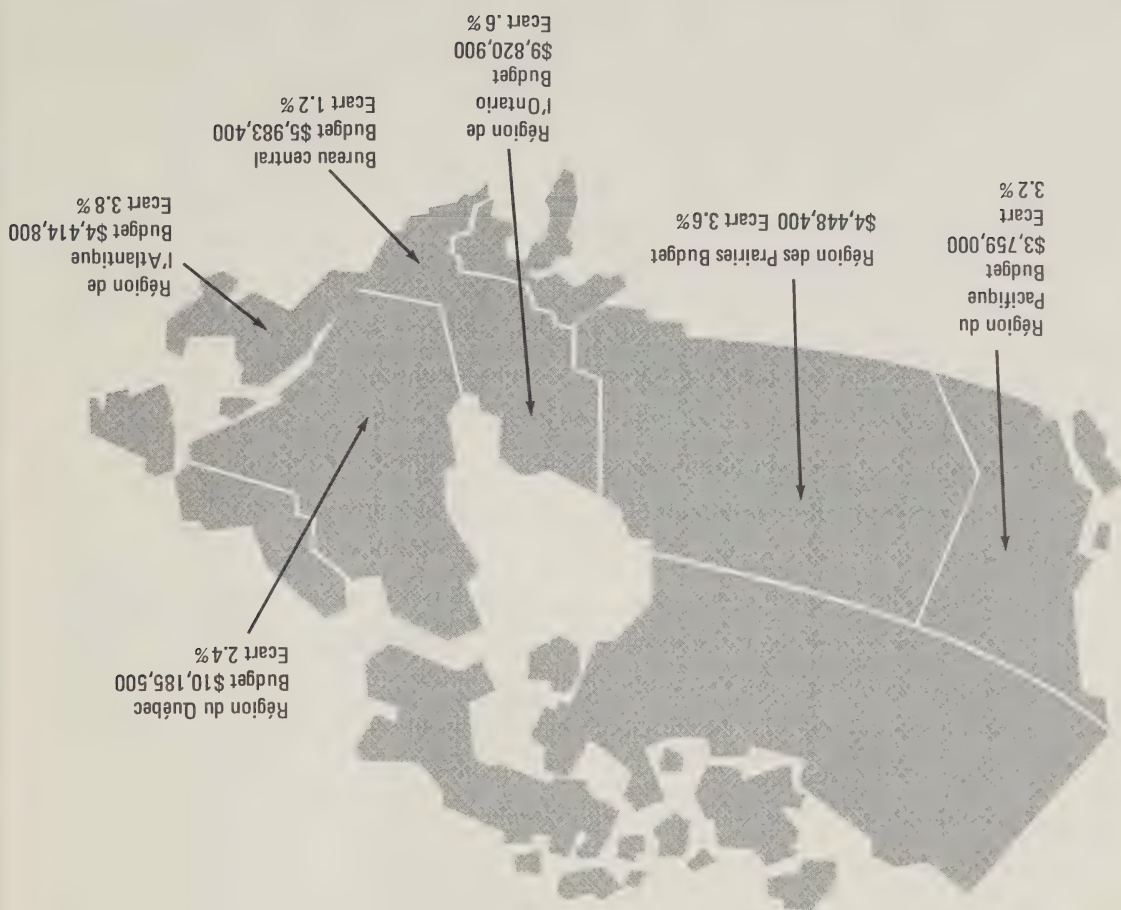 Région du Québec
Budget $10,185,500
Ecart 2.4%
Région du
Pacifique
Budget
$3,759,000
Ecart
3.2%
Région des Prairies Budget
$4,448,400 Ecart 3.6%
Région de
l'Atlantique
Budget $4,414,800
Ecart 3.8%
Bureau central
Budget $5,983,400
Ecart 1.2%
Région de
l'Ontario
Budget
$9,820,900
Ecart .6%